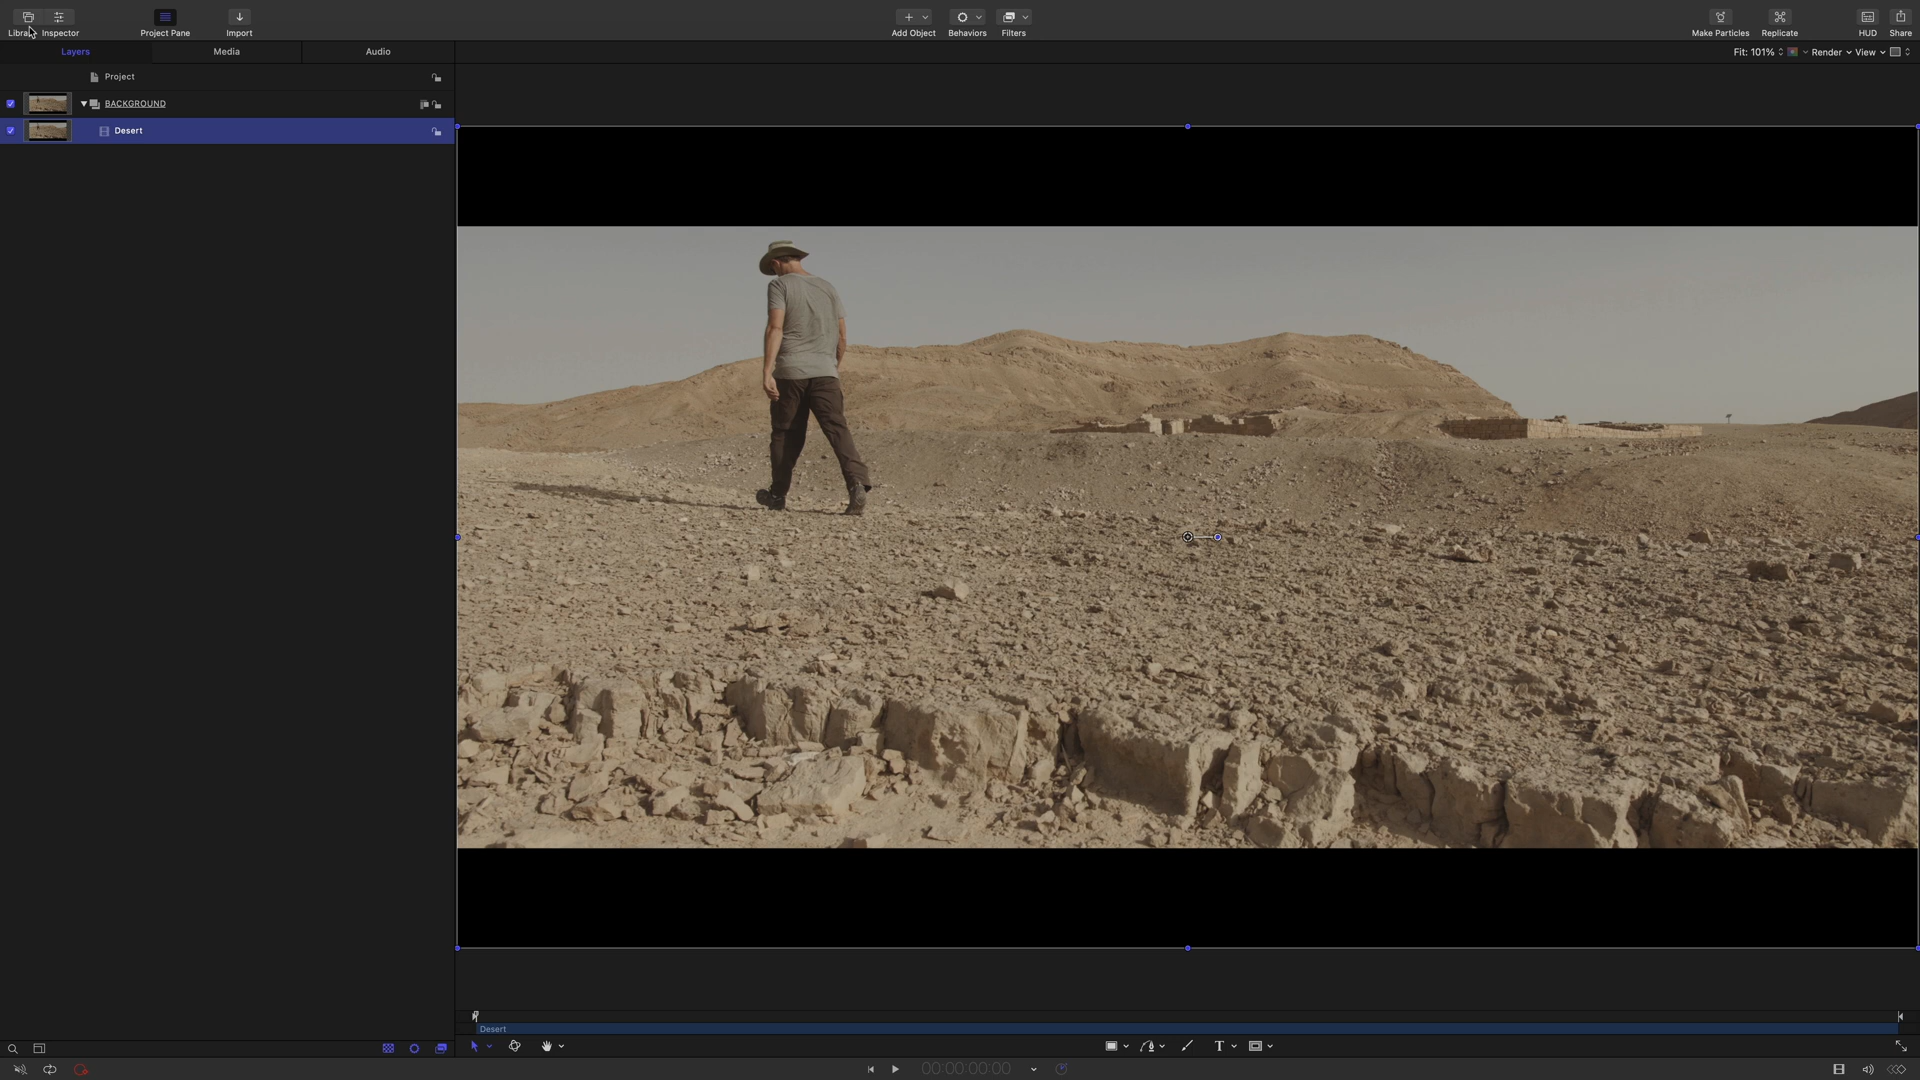 Library Inspector Project Pane Import Add Object Behaviors Filters Make Particles Replicate HUD Share
Layers Media Audio Fit: 101% Render View
Project
BACKGROUND
Desert
Desert
T
00:00:00:00